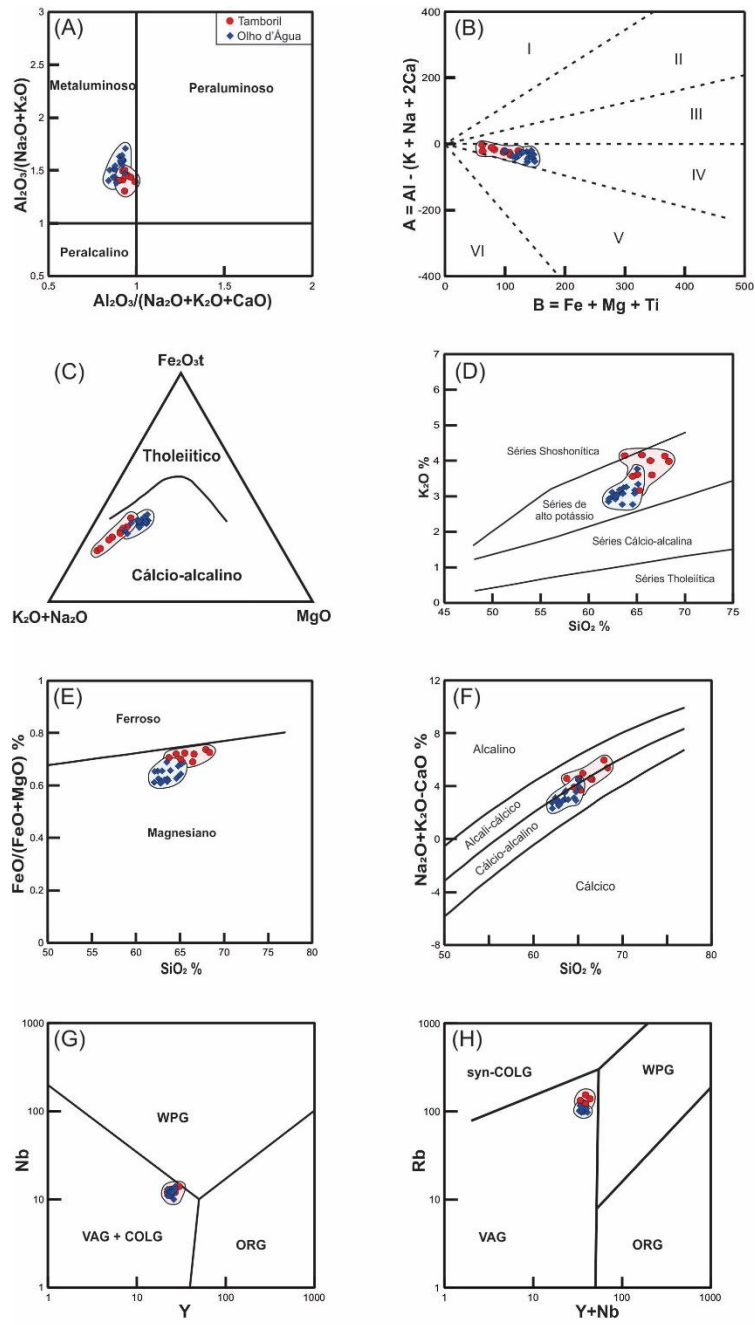 (A)
Tamboril
Olho d'Água
3
2.5
2
1.5
1
0.5
Al₂O₃/(Na₂O+K₂O)
Metaluminoso
Peraluminoso
Peralcalino
0.5
1
1.5
2
Al₂O₃/(Na₂O+K₂O+CaO)
(B)
400
200
0
-200
-400
A = Al - (K + Na + 2Ca)
I
II
III
IV
V
VI
0
100
200
300
400
500
B = Fe + Mg + Ti
(C)
Fe₂O₃t
Tholeiitico
Cálcio-alcalino
K₂O+Na₂O
MgO
(D)
7
6
5
4
3
2
1
0
K₂O %
Séries Shoshonítica
Séries de
alto potássio
Séries Cálcio-alcalina
Séries Tholeiítica
45
50
55
60
65
70
75
SiO₂ %
(E)
1
0.8
0.6
0.4
0.2
0
FeO/(FeO+MgO) %
Ferroso
Magnesiano
50
55
60
65
70
75
80
SiO₂ %
(F)
12
8
4
0
-4
-8
Na₂O+K₂O-CaO %
Alcalino
Alcali-cálcico
Cálcio-alcalino
Cálcico
50
60
70
80
SiO₂ %
(G)
1000
100
10
1
Nb
WPG
VAG + COLG
ORG
1
10
100
1000
Y
(H)
1000
100
10
1
Rb
syn-COLG
WPG
VAG
ORG
1
10
100
1000
Y+Nb